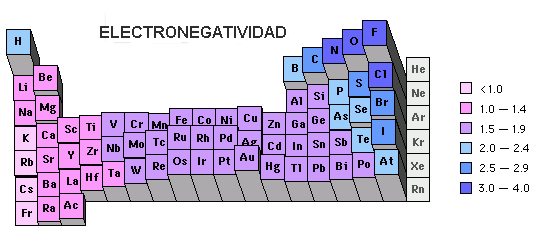 ELECTRONEGATIVIDAD
H
Li Be B C N O F He
Na Mg Al Si P S Cl Ne
K Ca Sc Ti V Cr Mn Fe Co Ni Cu Zn Ga Ge As Se Br Ar
Rb Sr Y Zr Nb Mo Tc Ru Rh Pd Ag Cd In Sn Sb Te I Kr
Cs Ba La Hf Ta W Re Os Ir Pt Au Hg Tl Pb Bi Po At Xe
Fr Ra Ac Rn
<1.0
1.0 – 1.4
1.5 – 1.9
2.0 – 2.4
2.5 – 2.9
3.0 – 4.0